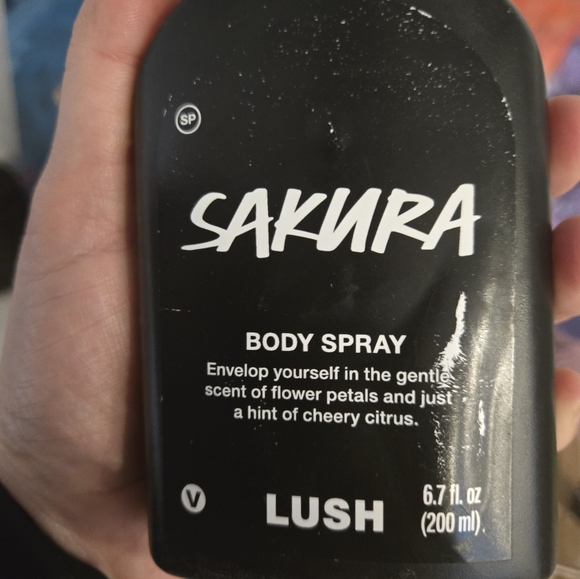 SP
SAKURA
BODY SPRAY
Envelop yourself in the gentle
scent of flower petals and just
a hint of cheery citrus.
V
LUSH
6.7 fl. oz
(200 ml).